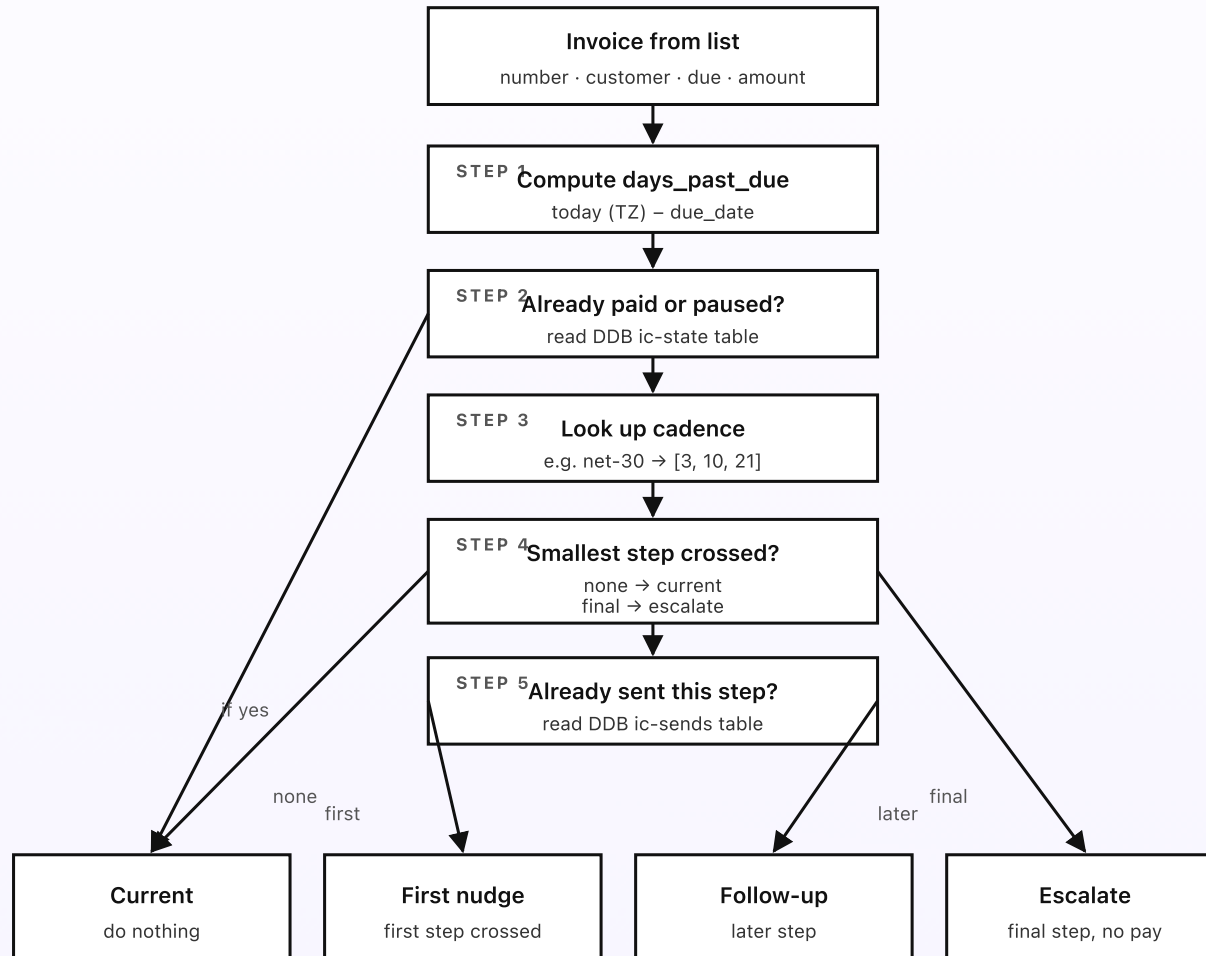 Invoice from list
number · customer · due · amount
STEP 1
Compute days_past_due
today (TZ) – due_date
STEP 2
Already paid or paused?
read DDB ic-state table
STEP 3
Look up cadence
e.g. net-30 → [3, 10, 21]
STEP 4
Smallest step crossed?
none → current
final → escalate
STEP 5
Already sent this step?
read DDB ic-sends table
if yes
none
first
final
later
Current
do nothing
First nudge
first step crossed
Follow-up
later step
Escalate
final step, no pay